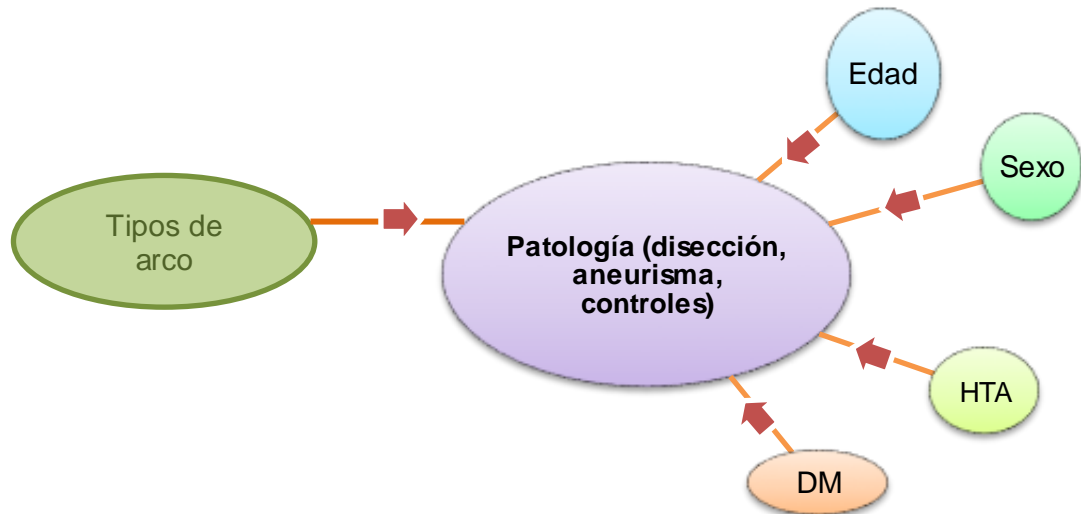 Edad
Sexo
Tipos de
arco
Patología (disección,
aneurisma,
controles)
HTA
DM